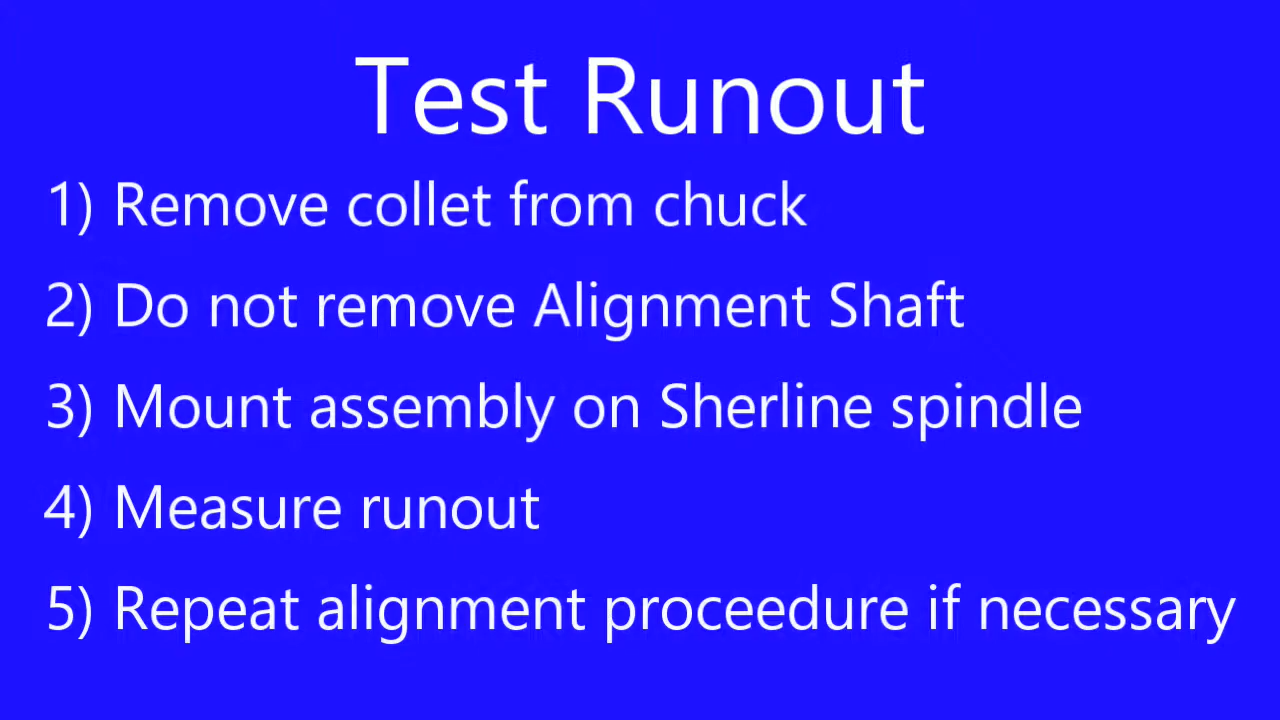 Test Runout
1) Remove collet from chuck
2) Do not remove Alignment Shaft
3) Mount assembly on Sherline spindle
4) Measure runout
5) Repeat alignment proceedure if necessary